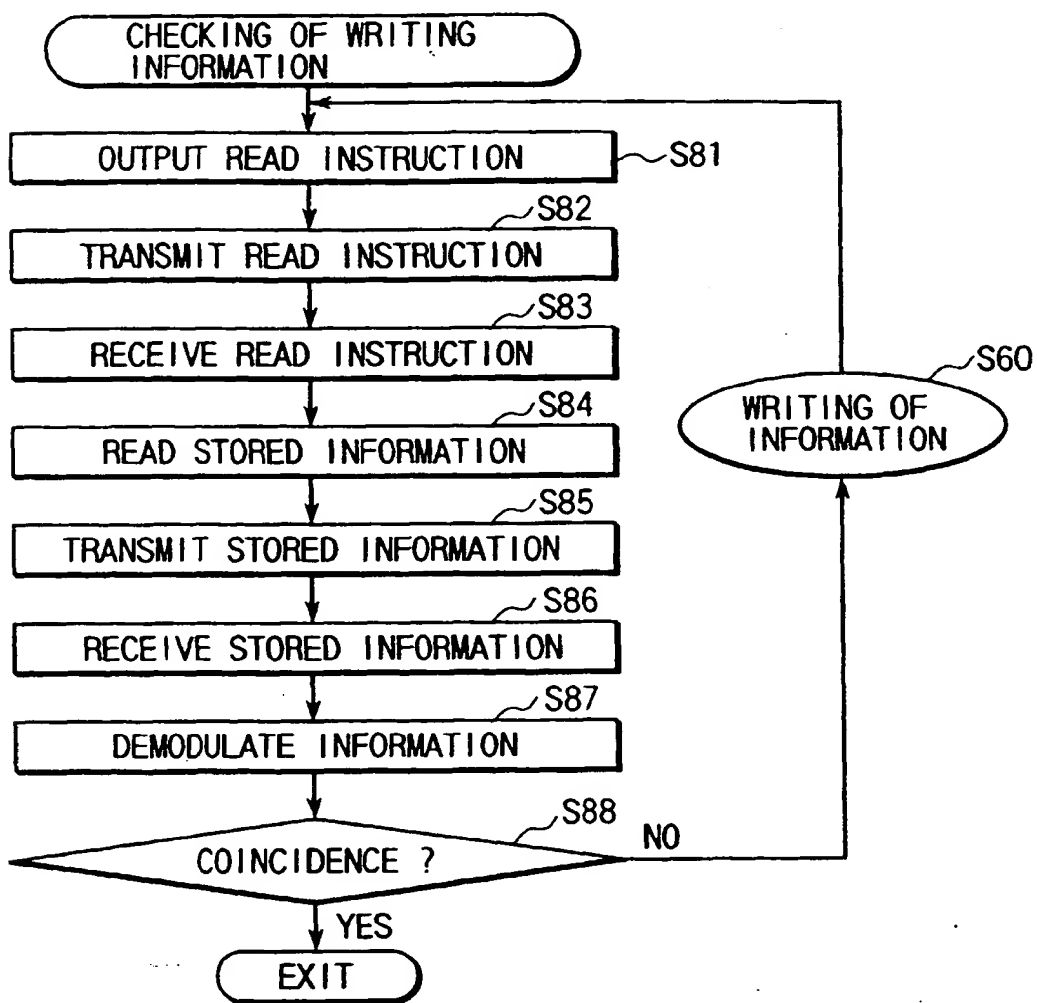 CHECKING OF WRITING
INFORMATION
OUTPUT READ INSTRUCTION
S81
S82
TRANSMIT READ INSTRUCTION
S83
RECEIVE READ INSTRUCTION
S60
WRITING OF
INFORMATION
S84
READ STORED INFORMATION
S85
TRANSMIT STORED INFORMATION
S86
RECEIVE STORED INFORMATION
S87
DEMODULATE INFORMATION
S88
COINCIDENCE ?
NO
YES
EXIT